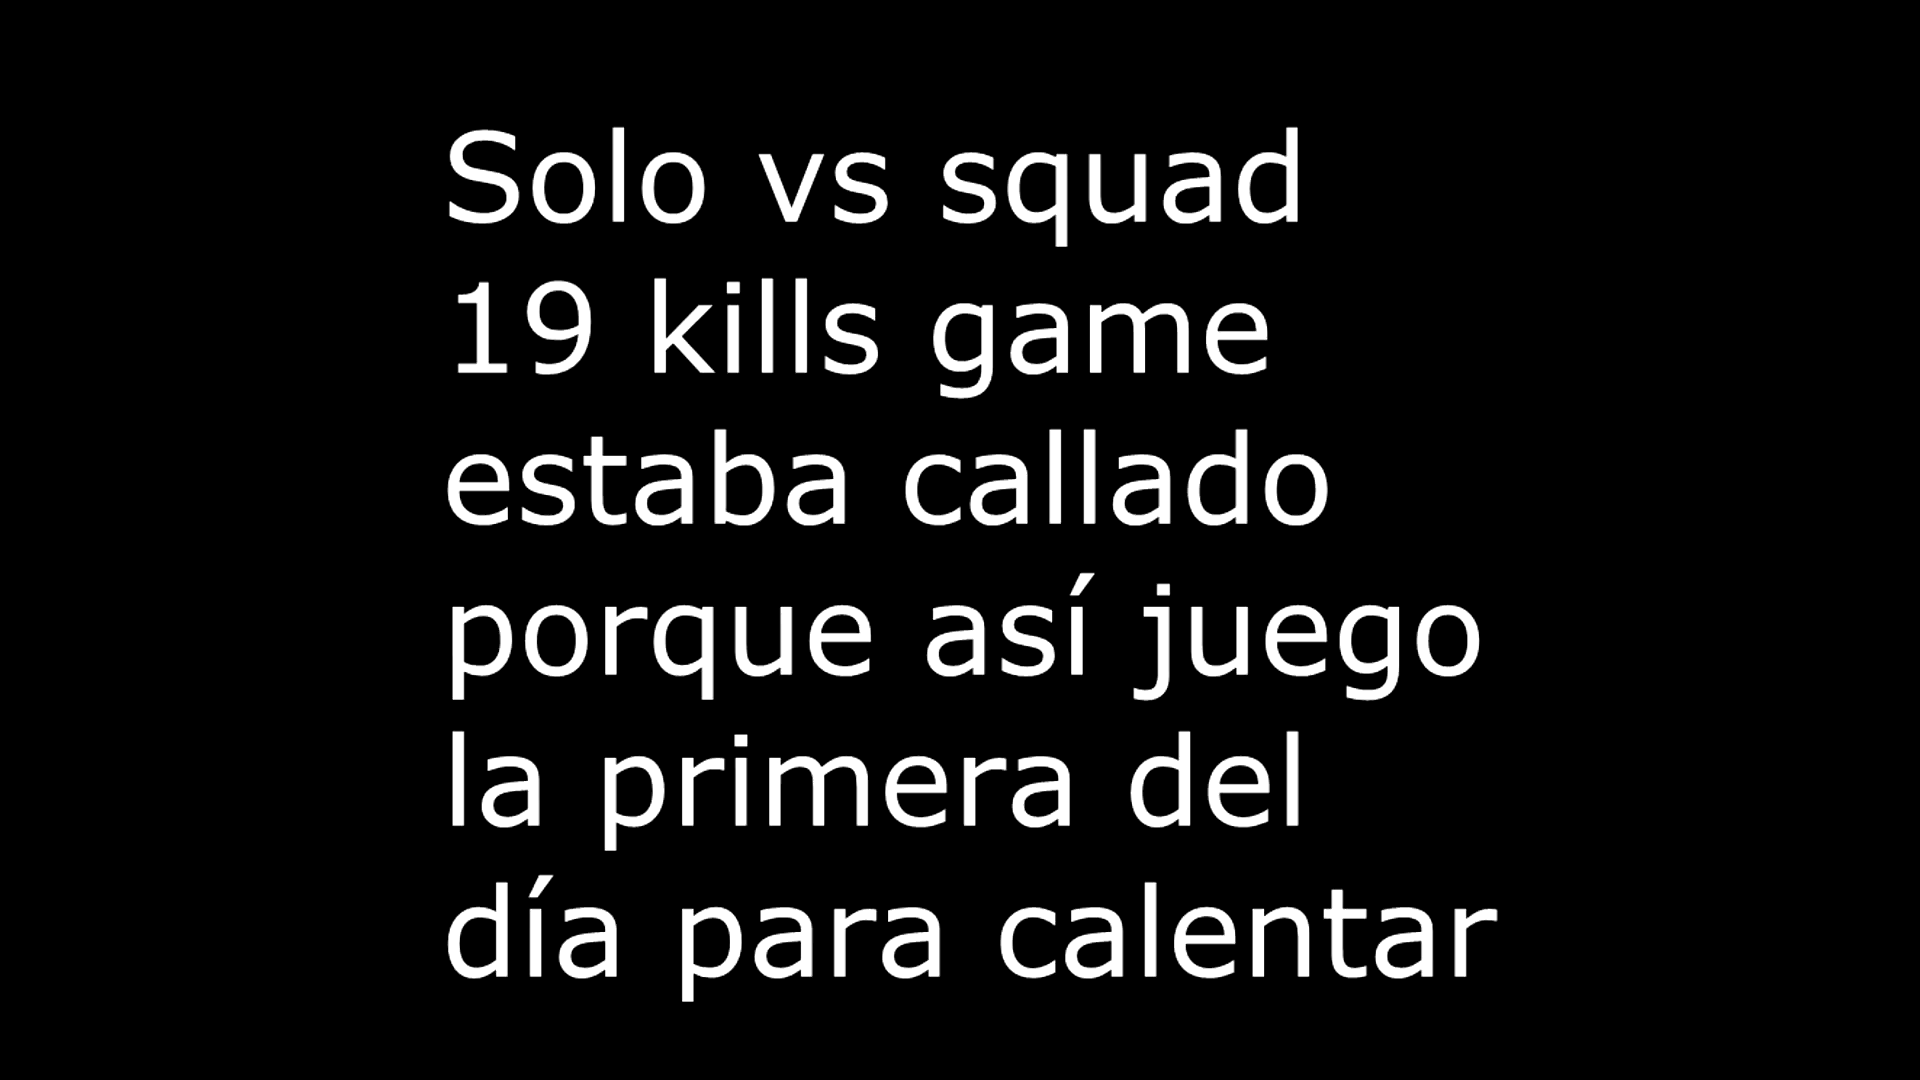 Solo vs squad
19 kills game
estaba callado
porque así juego
la primera del
día para calentar